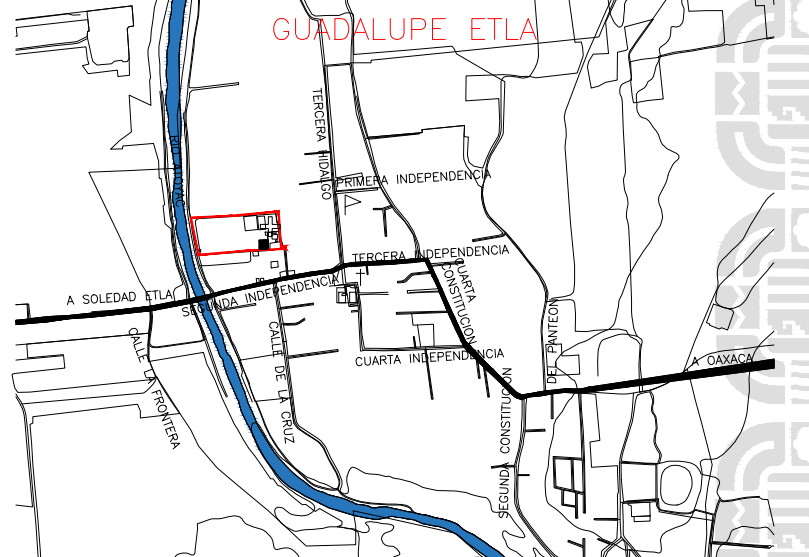 GUADALUPE ETLA
TERCERA HIDALGO
RIO ATOYAC
PRIMERA INDEPENDENCIA
TERCERA INDEPENDENCIA
CUARTA
CONSTITUCION
A SOLEDAD ETLA
SEGUNDA INDEPENDENCIA
CALLE LA FRONTERA
CALLE DE LA CRUZ
CUARTA INDEPENDENCIA
DEL PANTEON
A OAXACA
SEGUNDA CONSTITUCION